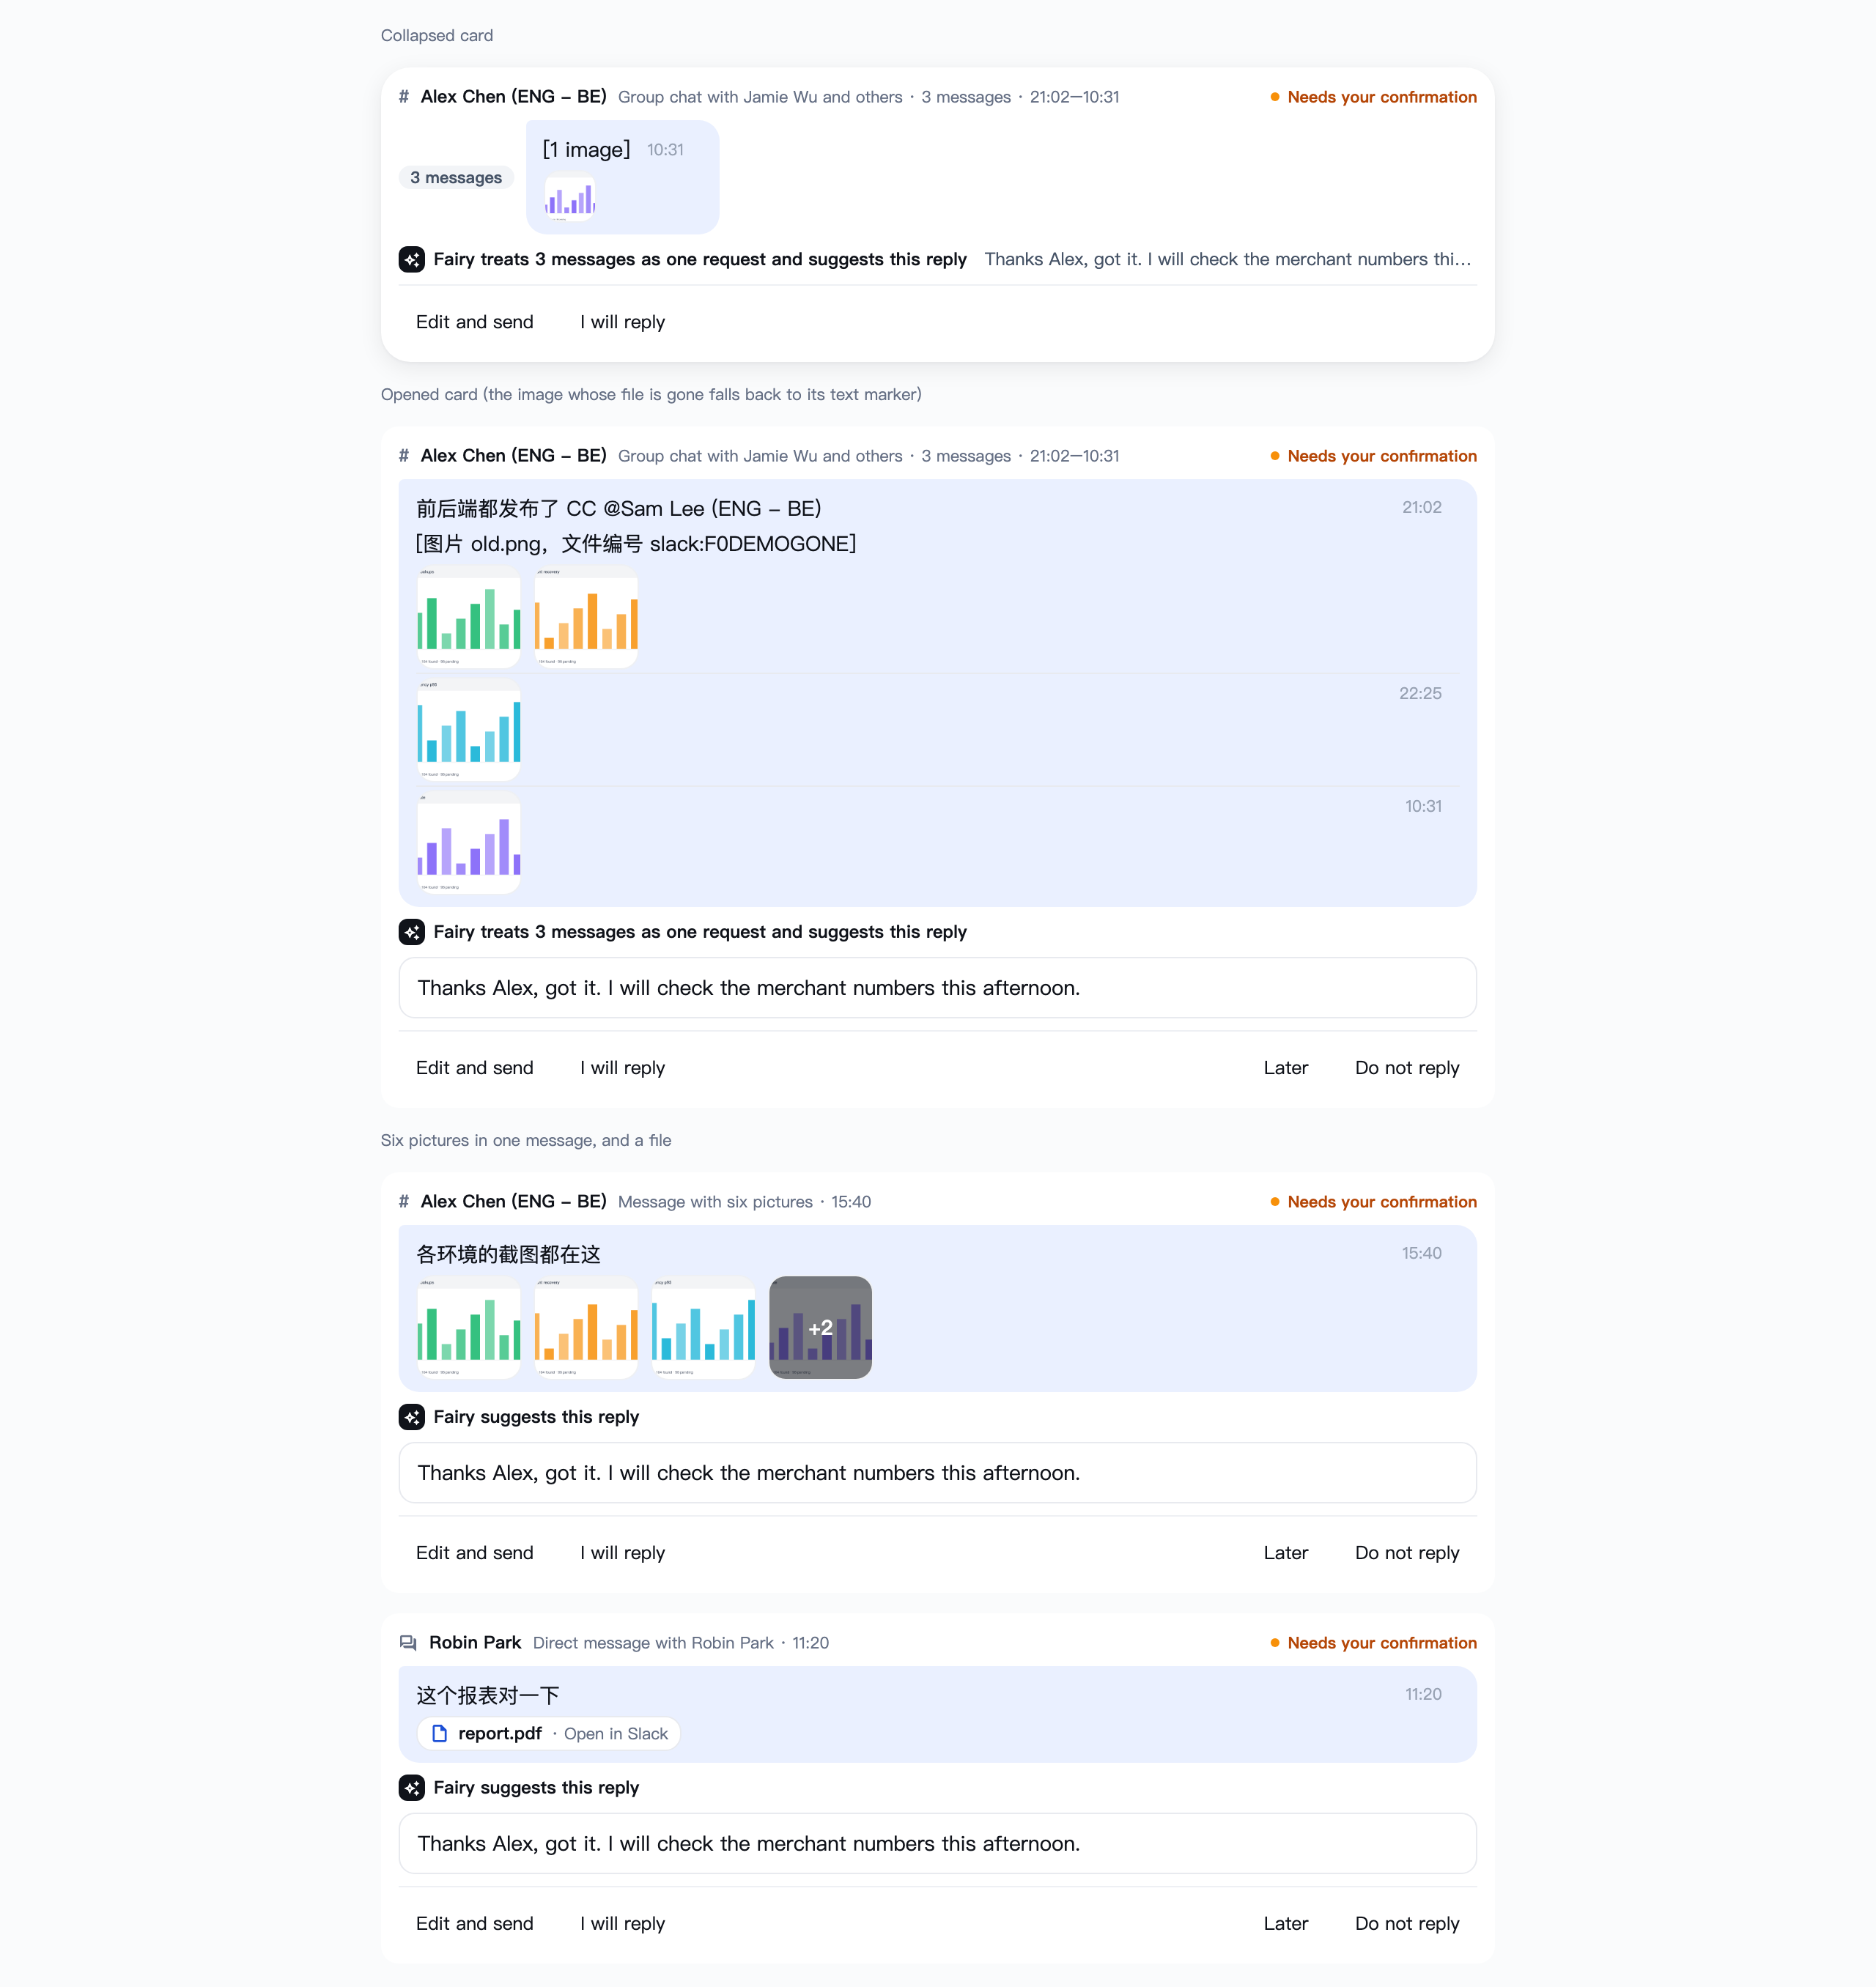 Collapsed card
# Alex Chen (ENG – BE) Group chat with Jamie Wu and others · 3 messages · 21:02–10:31 Needs your confirmation
[1 image] 10:31
3 messages
Fairy treats 3 messages as one request and suggests this reply Thanks Alex, got it. I will check the merchant numbers thi...
Edit and send I will reply
Opened card (the image whose file is gone falls back to its text marker)
# Alex Chen (ENG – BE) Group chat with Jamie Wu and others · 3 messages · 21:02–10:31 Needs your confirmation
前后端都发布了 CC @Sam Lee (ENG – BE) 21:02
[图片 old.png，文件编号 slack:F0DEMOGONE]
22:25
10:31
Fairy treats 3 messages as one request and suggests this reply
Thanks Alex, got it. I will check the merchant numbers this afternoon.
Edit and send I will reply Later Do not reply
Six pictures in one message, and a file
# Alex Chen (ENG – BE) Message with six pictures · 15:40 Needs your confirmation
各环境的截图都在这 15:40
+2
Fairy suggests this reply
Thanks Alex, got it. I will check the merchant numbers this afternoon.
Edit and send I will reply Later Do not reply
Robin Park Direct message with Robin Park · 11:20 Needs your confirmation
这个报表对一下 11:20
report.pdf · Open in Slack
Fairy suggests this reply
Thanks Alex, got it. I will check the merchant numbers this afternoon.
Edit and send I will reply Later Do not reply